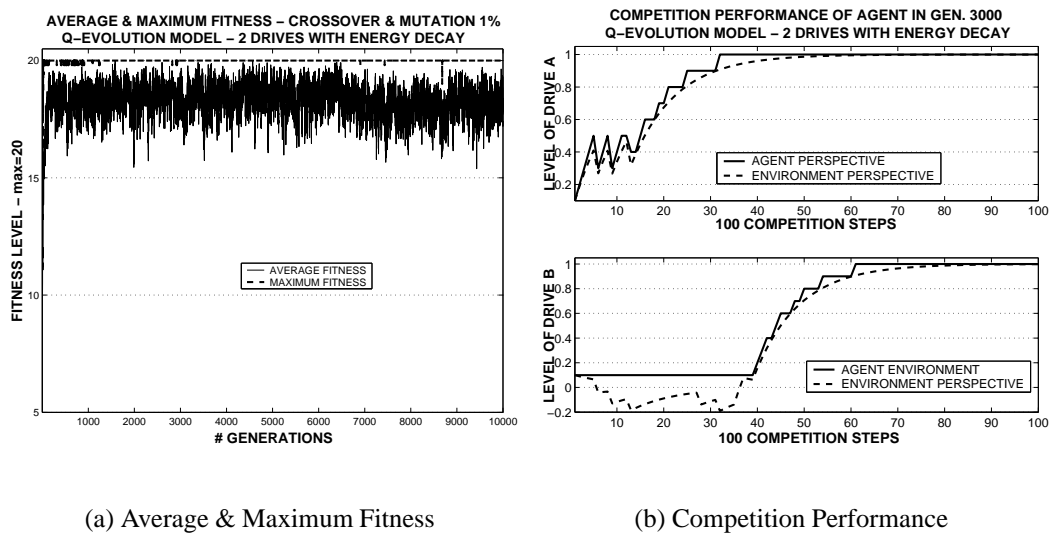 AVERAGE & MAXIMUM FITNESS – CROSSOVER & MUTATION 1%
Q–EVOLUTION MODEL – 2 DRIVES WITH ENERGY DECAY
FITNESS LEVEL – max=20
20
15
10
5
AVERAGE FITNESS
MAXIMUM FITNESS
1000 2000 3000 4000 5000 6000 7000 8000 9000 10000
# GENERATIONS
(a) Average & Maximum Fitness
COMPETITION PERFORMANCE OF AGENT IN GEN. 3000
Q–EVOLUTION MODEL – 2 DRIVES WITH ENERGY DECAY
LEVEL OF DRIVE A
1
0.8
0.6
0.4
0.2
AGENT PERSPECTIVE
ENVIRONMENT PERSPECTIVE
10 20 30 40 50 60 70 80 90 100
100 COMPETITION STEPS
LEVEL OF DRIVE B
1
0.8
0.6
0.4
0.2
0
–0.2
AGENT ENVIRONMENT
ENVIRONMENT PERSPECTIVE
10 20 30 40 50 60 70 80 90 100
100 COMPETITION STEPS
(b) Competition Performance